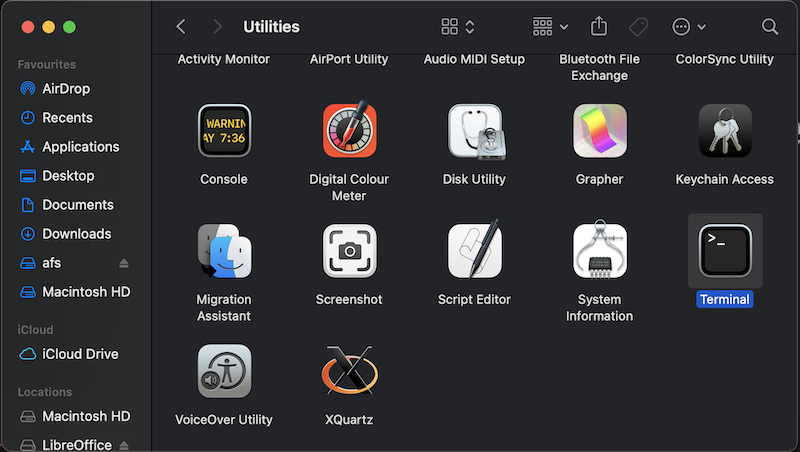 Utilities
Favourites
AirDrop
Recents
Applications
Desktop
Documents
Downloads
afs
Macintosh HD
iCloud
iCloud Drive
Locations
Macintosh HD
LibreOffice
Activity Monitor
AirPort Utility
Audio MIDI Setup
Bluetooth File
Exchange
ColorSync Utility
WARNIN
AY 7:36
Console
Digital Colour
Meter
Disk Utility
Grapher
Keychain Access
Migration
Assistant
Screenshot
Script Editor
System
Information
>_
Terminal
VoiceOver Utility
XQuartz